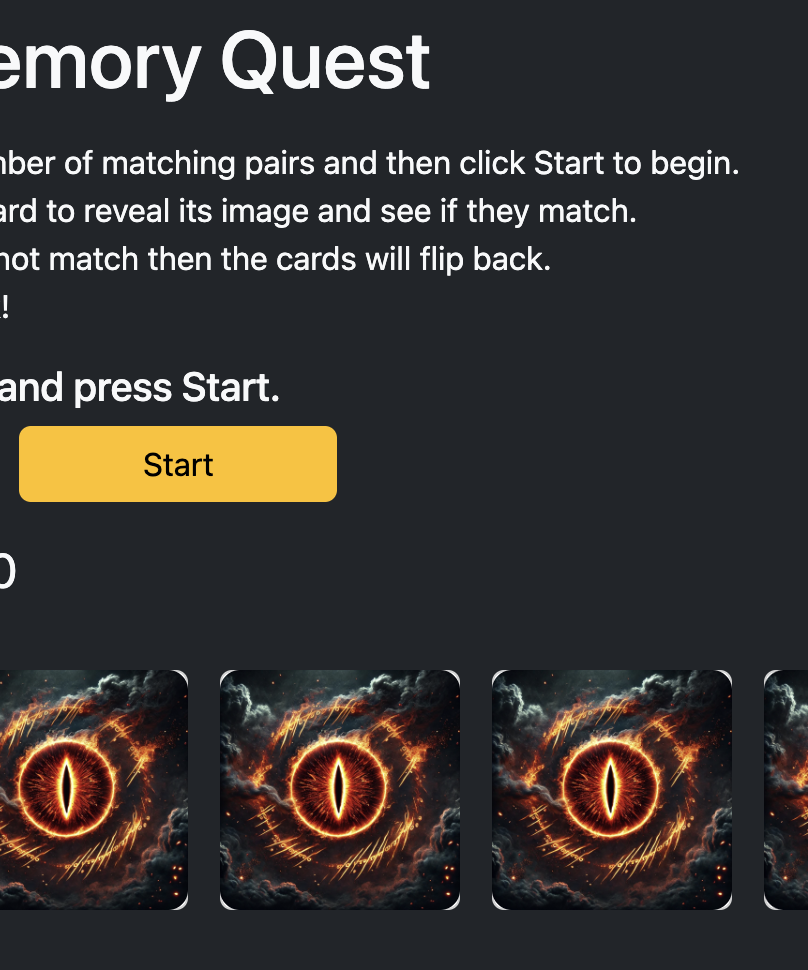 emory Quest
nber of matching pairs and then click Start to begin.
ard to reveal its image and see if they match.
not match then the cards will flip back.
!
and press Start.
Start
0